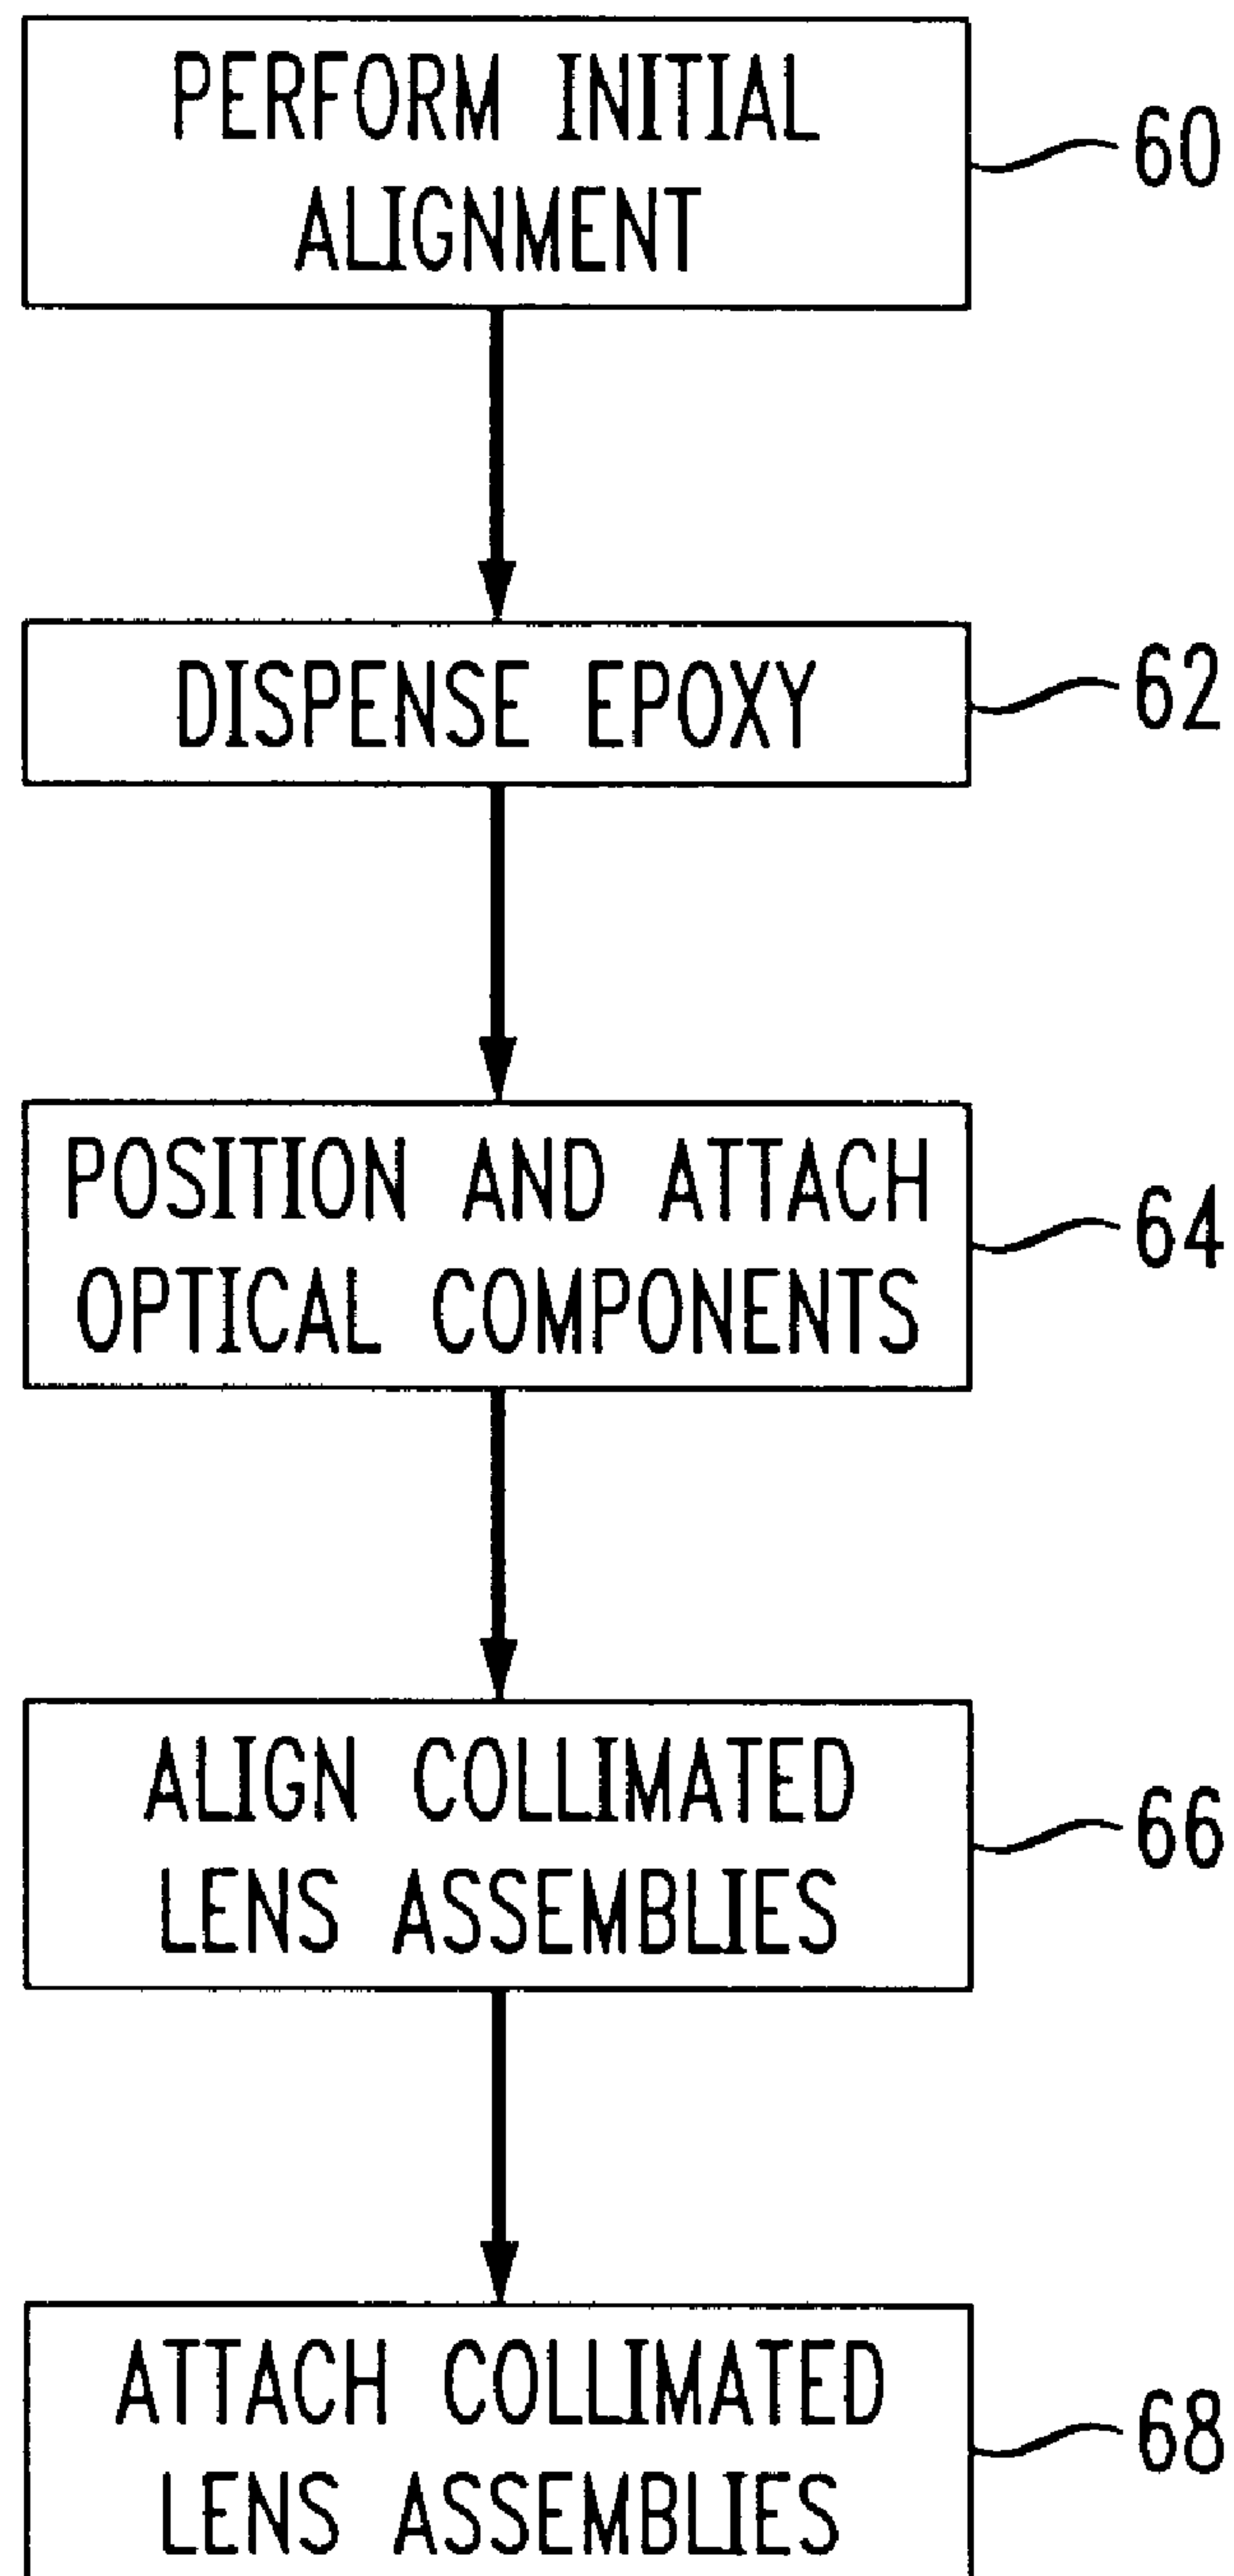 PERFORM INITIAL
ALIGNMENT
60
DISPENSE EPOXY
62
POSITION AND ATTACH
OPTICAL COMPONENTS
64
ALIGN COLLIMATED
LENS ASSEMBLIES
66
ATTACH COLLIMATED
LENS ASSEMBLIES
68